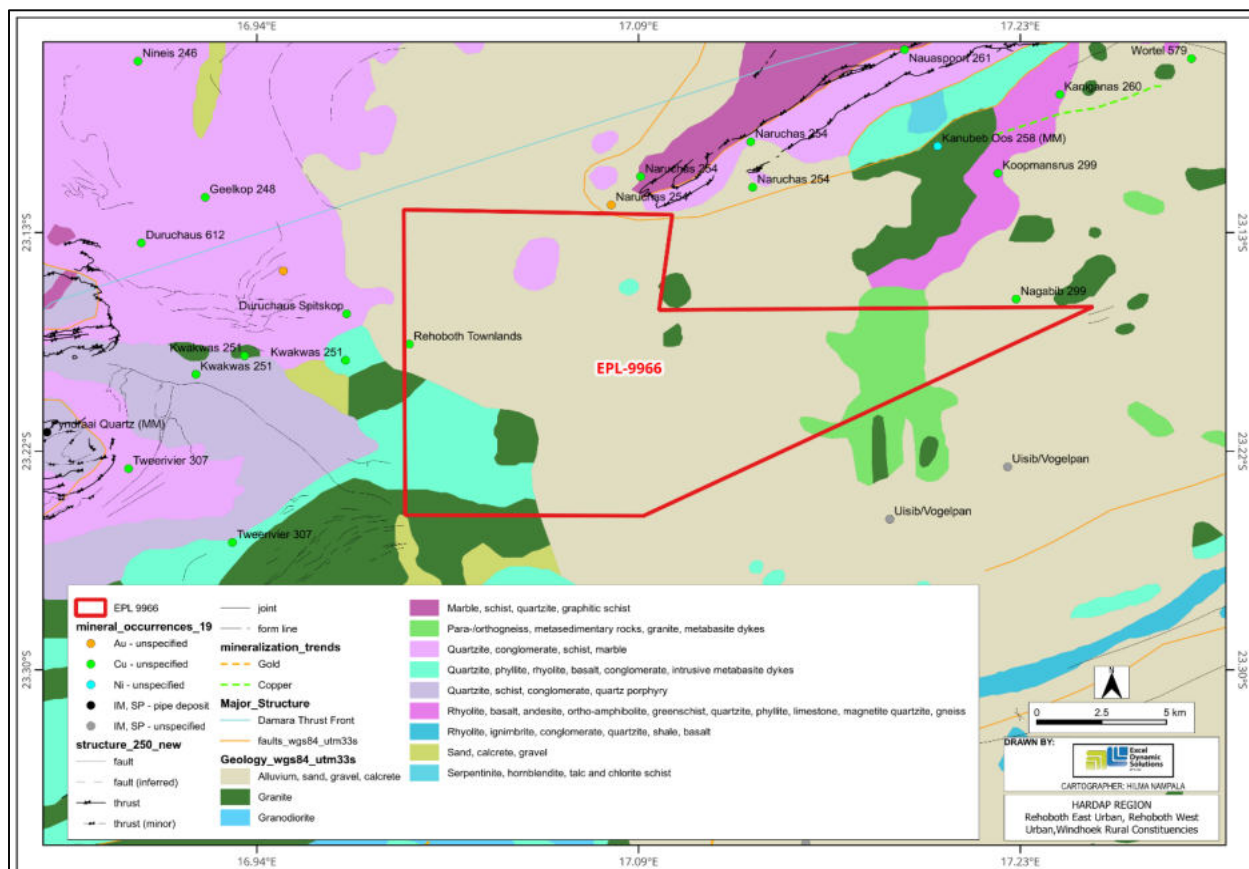 16.94°E
17.09°E
17.23°E
Nineis 246
Nauaspport 261
Wortel 579
Kaniganas 260
Naruchas 254
Kanubeb Oos 258 (MM)
Koopmansrus 299
Naruchas 254
Naruchas 254
Naruchas 254
Geelkop 248
23.13°S
23.13°S
Duruchaus 612
Duruchaus Spitskop
Nagabib 299
Rehoboth Townlands
Kwakwas 251
Kwakwas 251
Kwakwas 251
EPL-9966
Fyndraai Quartz (MM)
23.22°S
23.22°S
Tweerivier 307
Uisib/Vogelpan
Uisib/Vogelpan
Tweerivier 307
EPL 9966
mineral_occurrences_19
Au - unspecified
Cu - unspecified
Ni - unspecified
IM, SP - pipe deposit
IM, SP - unspecified
structure_250_new
fault
fault (inferred)
thrust
thrust (minor)
joint
form line
mineralization_trends
Gold
Copper
Major_Structure
Damara Thrust Front
faults_wgs84_utm33s
Geology_wgs84_utm33s
Alluvium, sand, gravel, calcrete
Granite
Granodiorite
Marble, schist, quartzite, graphitic schist
Para-/orthogneiss, metasedimentary rocks, granite, metabasite dykes
Quartzite, conglomerate, schist, marble
Quartzite, phyllite, rhyolite, basalt, conglomerate, intrusive metabasite dykes
Quartzite, schist, conglomerate, quartz porphyry
Rhyolite, basalt, andesite, ortho-amphibolite, greenschist, quartzite, phyllite, limestone, magnetite quartzite, gneiss
Rhyolite, ignimbrite, conglomerate, quartzite, shale, basalt
Sand, calcrete, gravel
Serpentinite, hornblendite, talc and chlorite schist
23.30°S
23.30°S
N
0 2.5 5 km
DRAWN BY:
Excel
Dynamic
Solutions
CARTOGRAPHER: HILMA NAMPALA
HARDAP REGION
Rehoboth East Urban, Rehoboth West
Urban,Windhoek Rural Constituencies
16.94°E
17.09°E
17.23°E